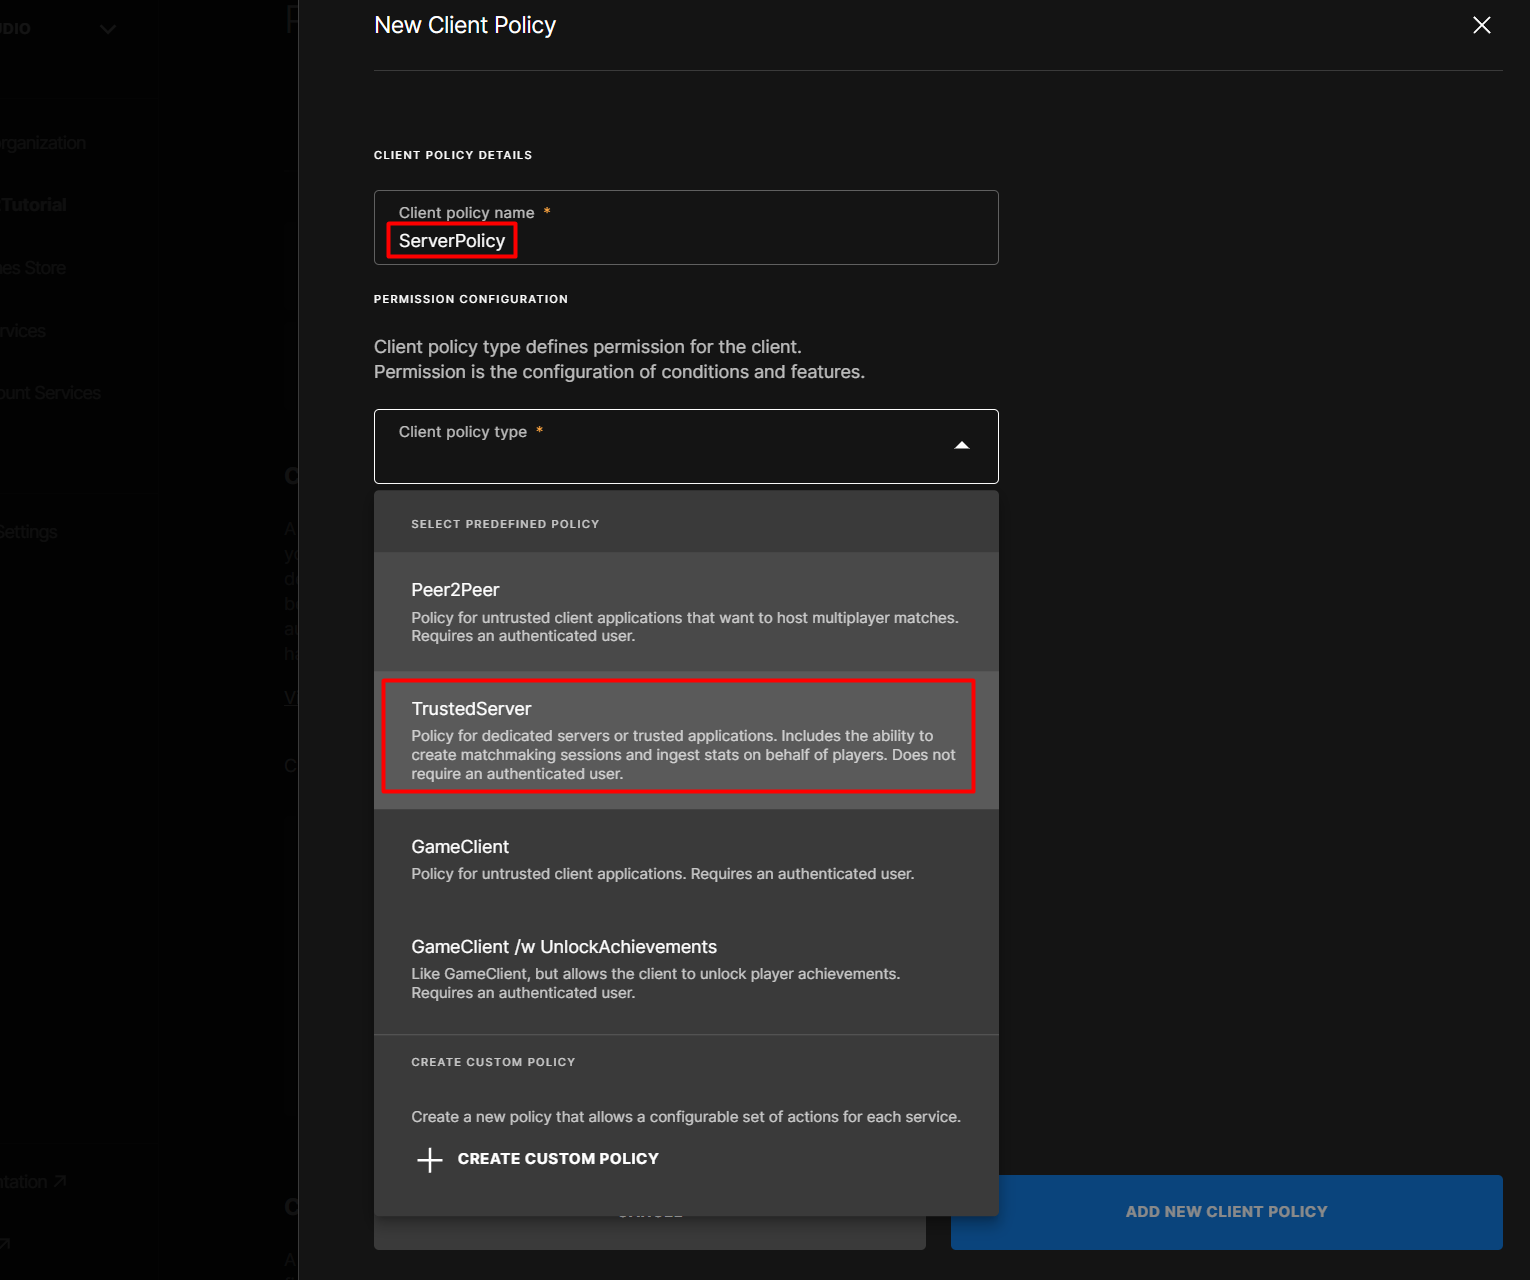 New Client Policy
CLIENT POLICY DETAILS
Client policy name *
ServerPolicy
PERMISSION CONFIGURATION
Client policy type defines permission for the client.
Permission is the configuration of conditions and features.
Client policy type *
SELECT PREDEFINED POLICY
Peer2Peer
Policy for untrusted client applications that want to host multiplayer matches.
Requires an authenticated user.
TrustedServer
Policy for dedicated servers or trusted applications. Includes the ability to
create matchmaking sessions and ingest stats on behalf of players. Does not
require an authenticated user.
GameClient
Policy for untrusted client applications. Requires an authenticated user.
GameClient /w UnlockAchievements
Like GameClient, but allows the client to unlock player achievements.
Requires an authenticated user.
CREATE CUSTOM POLICY
Create a new policy that allows a configurable set of actions for each service.
CREATE CUSTOM POLICY
ADD NEW CLIENT POLICY
Tutorial
Store
Services
Settings